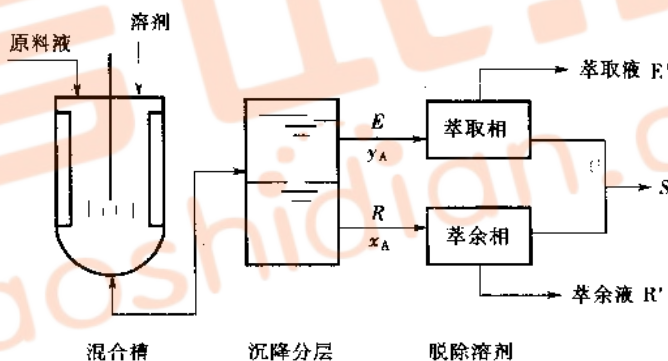 溶剂
原料液
萃取液 E'
E
萃取相
y_A
S
R
萃余相
x_A
萃余液 R'
混合槽
沉降分层
脱除溶剂